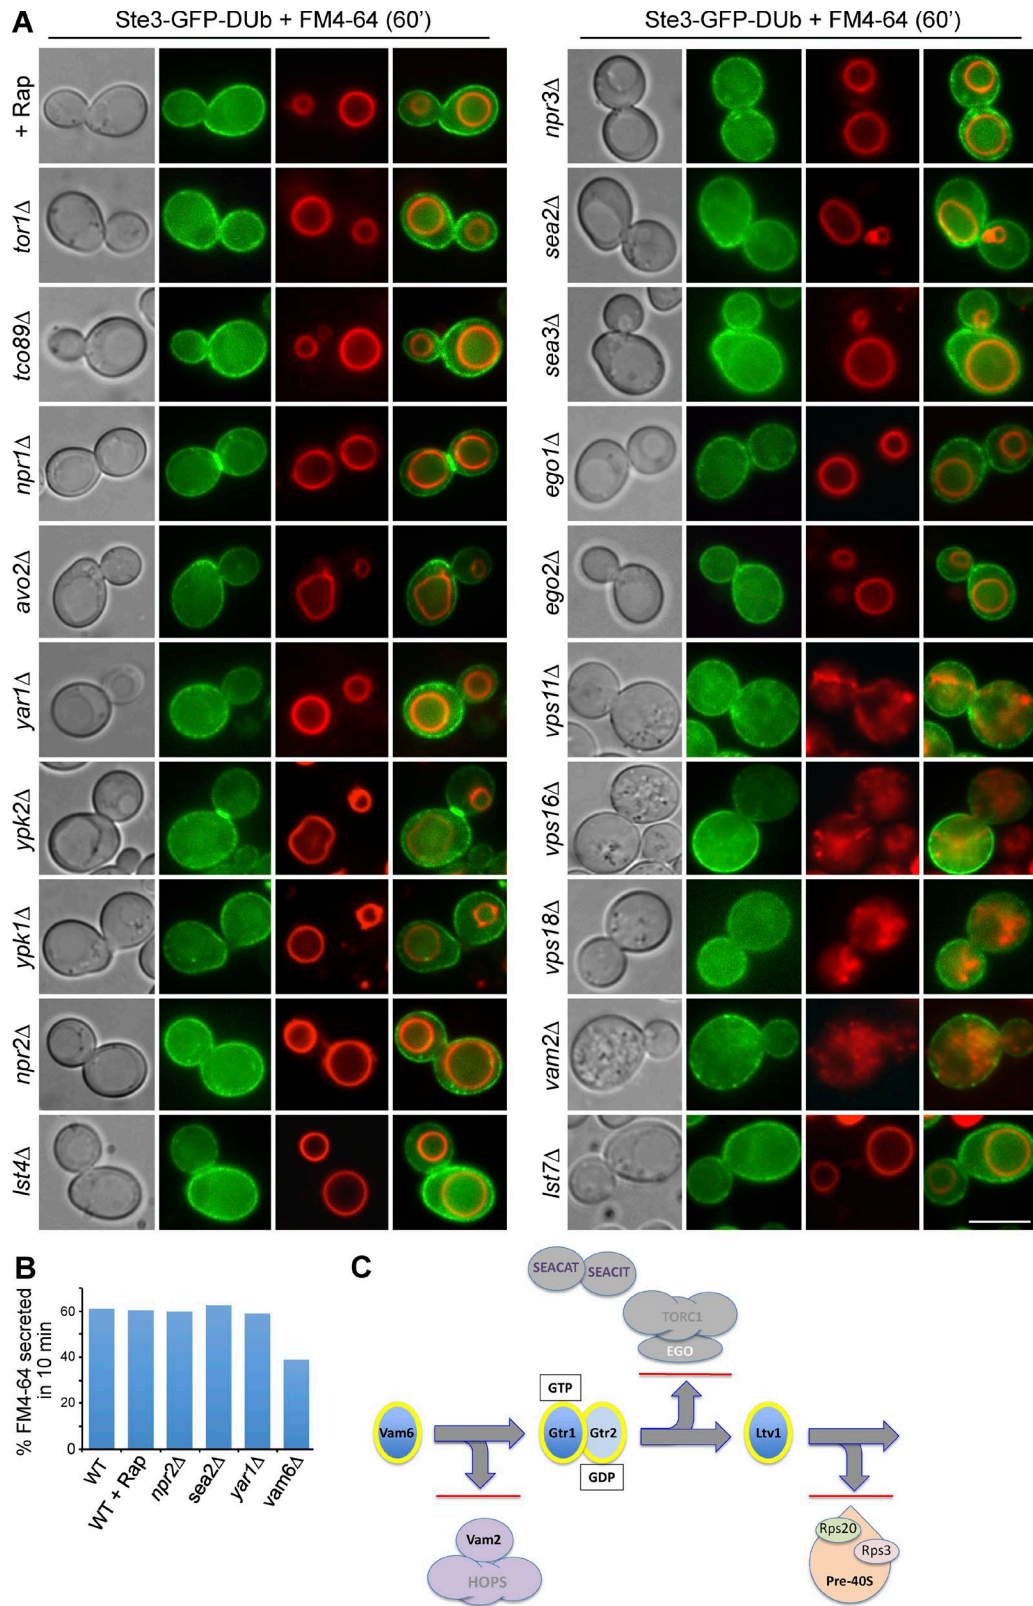 A
Ste3-GFP-DUb + FM4-64 (60')
Ste3-GFP-DUb + FM4-64 (60')
+ Rap
tor1Δ
tco89Δ
npr1Δ
avo2Δ
yar1Δ
ypk2Δ
ypk1Δ
npr2Δ
lst4Δ
npr3Δ
sea2Δ
sea3Δ
ego1Δ
ego2Δ
vps11Δ
vps16Δ
vps18Δ
vam2Δ
lst7Δ
B
% FM4-64 secreted
in 10 min
60
40
20
0
WT
WT + Rap
npr2Δ
sea2Δ
yar1Δ
vam6Δ
C
SEACAT
SEACIT
TORC1
EGO
GTP
Vam6
Gtr1
Gtr2
Ltv1
GDP
Vam2
HOPS
Rps20
Rps3
Pre-40S